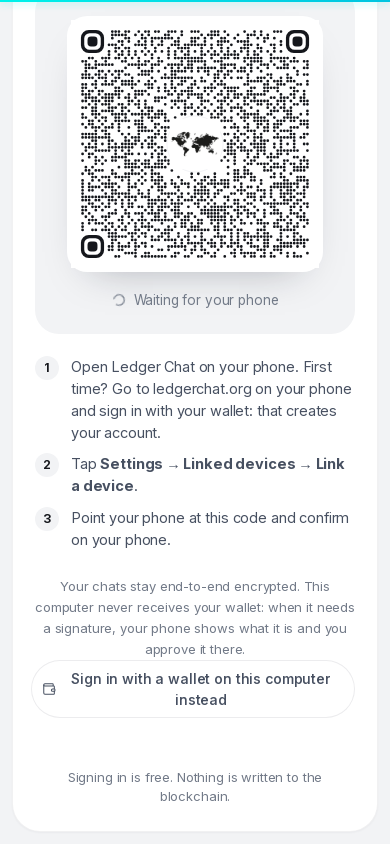 Waiting for your phone
1 Open Ledger Chat on your phone. First
time? Go to ledgerchat.org on your phone
and sign in with your wallet: that creates
your account.
2 Tap Settings → Linked devices → Link
a device.
3 Point your phone at this code and confirm
on your phone.
Your chats stay end-to-end encrypted. This
computer never receives your wallet: when it needs
a signature, your phone shows what it is and you
approve it there.
Sign in with a wallet on this computer
instead
Signing in is free. Nothing is written to the
blockchain.